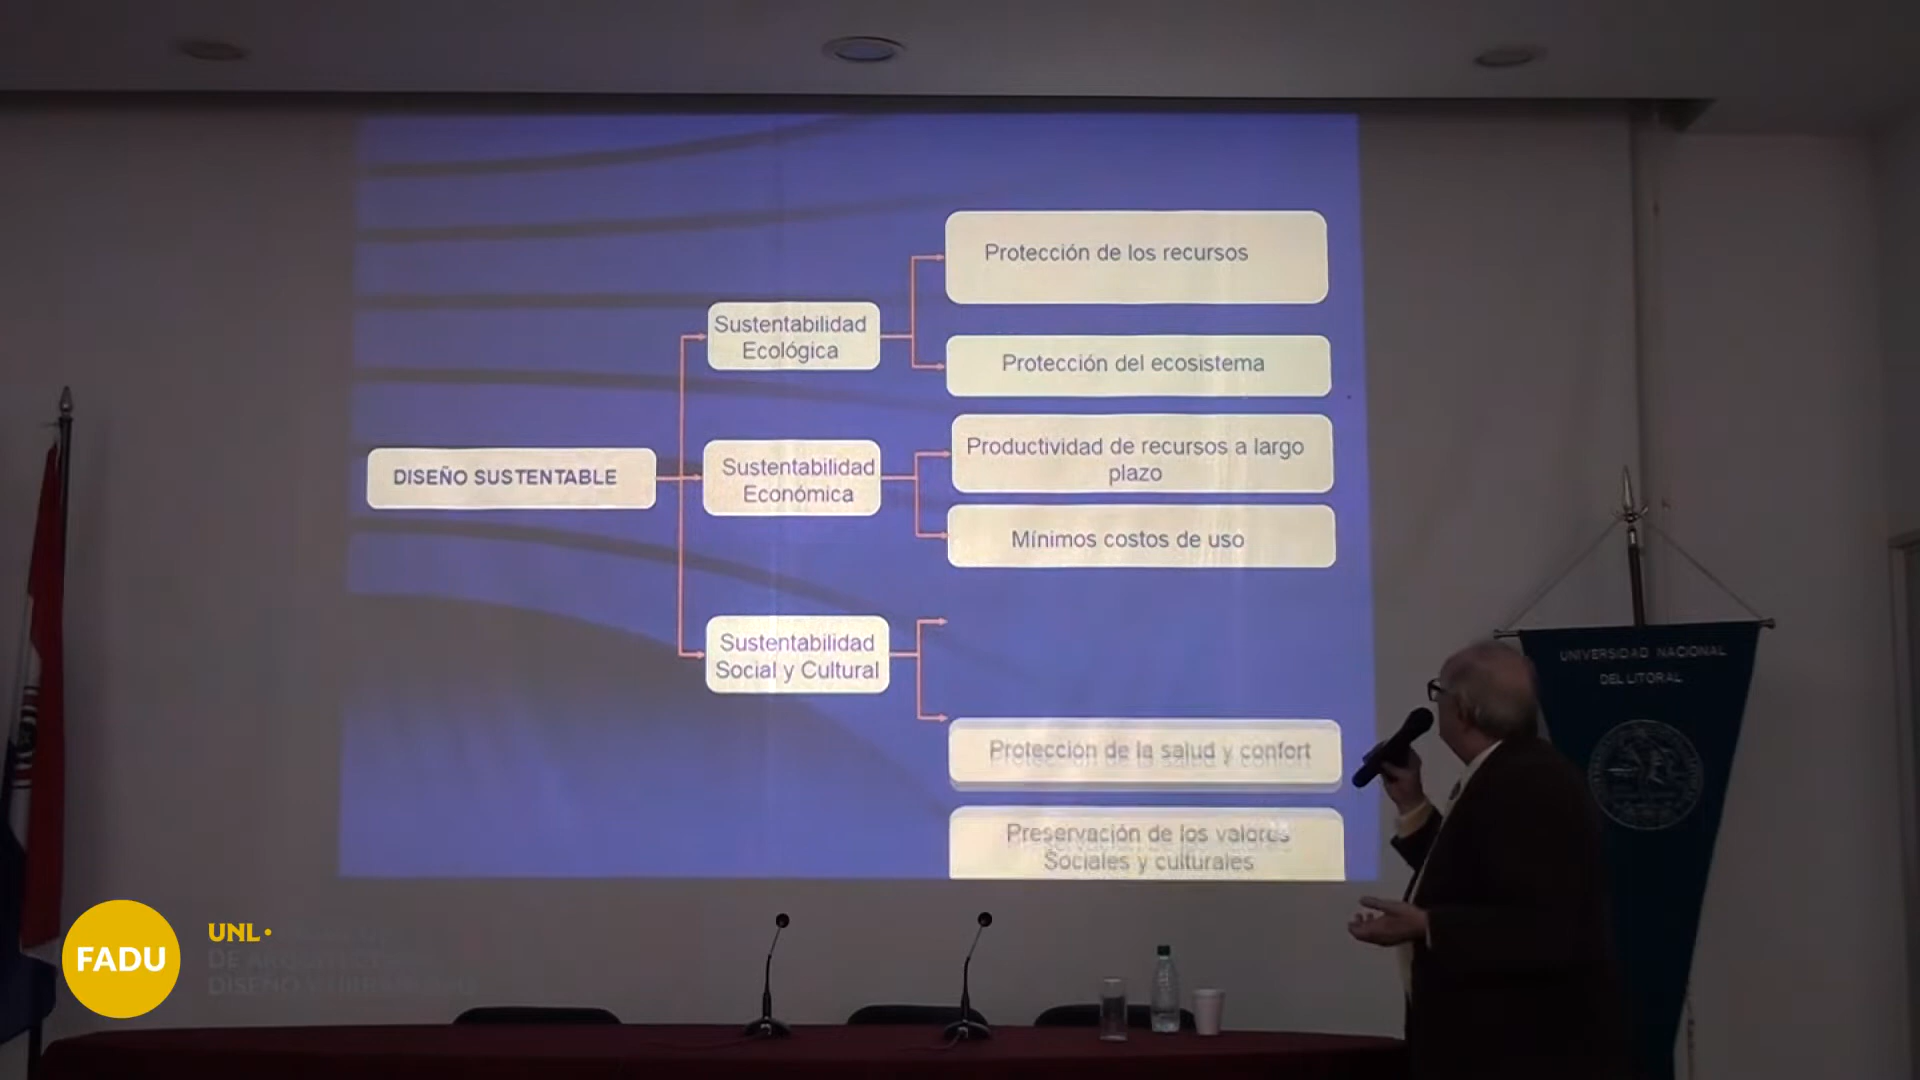 Protección de los recursos
Sustentabilidad
Ecológica
Protección del ecosistema
DISEÑO SUSTENTABLE
Sustentabilidad
Económica
Productividad de recursos a largo
plazo
Mínimos costos de uso
Sustentabilidad
Social y Cultural
Protección de la salud y confort
Preservación de los valores
Sociales y culturales
UNIVERSIDAD NACIONAL
DEL LITORAL
FADU
UNL